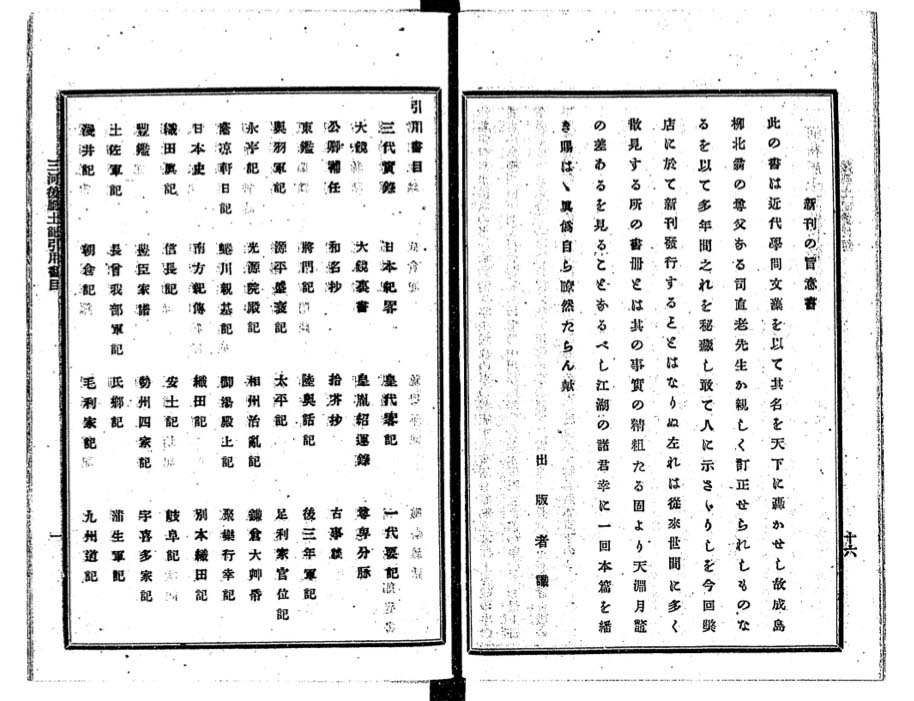 新刊の旨意書
此の書は近代學問文藻を以て其名を天下に轟かせし故成島
柳北翁の尊父なる司直老先生か親しく訂正せられしものな
るを以て多年間之れを秘藏し敢て人に示さゝりしを今回弊
店に於て新刊發行することゝはなりぬ左れは從來世間に多く
散見する所の書册とは其の事實の精粗たる固より天淵月鼈
の差あるを見ることなるべし江湖の諸君幸に一回本篇を繙
き賜はゝ眞僞自ら瞭然たらん歟
出版者識
十六
引用書目
三代實錄 日本紀畧 皇代畧記 一代要記
大鏡 大鏡裏書 皇胤紹運錄 尊卑分脉
公卿補任 和名抄 拾芥抄 古事談
東鑑 將門記 陸奥話記 後三年軍記
奥羽軍記 源平盛衰記 太平記 足利家官位記
永享記 光源院殿記 和州治亂記 鎌倉大艸帋
蔭凉軒日記 蜷川親基記 御湯殿上記 聚樂行幸記
日本史 南方紀傳 織田記 別本織田記
織田眞記 信長記 安土記 岐阜記
豐鑑 豐臣家譜 勢州四家記 宇喜多家記
土佐軍記 長曾我部軍記 氏鄕記 蒲生軍記
淺井記 朝倉記 毛利家記 九州道記
三河後風土記引用書目
一